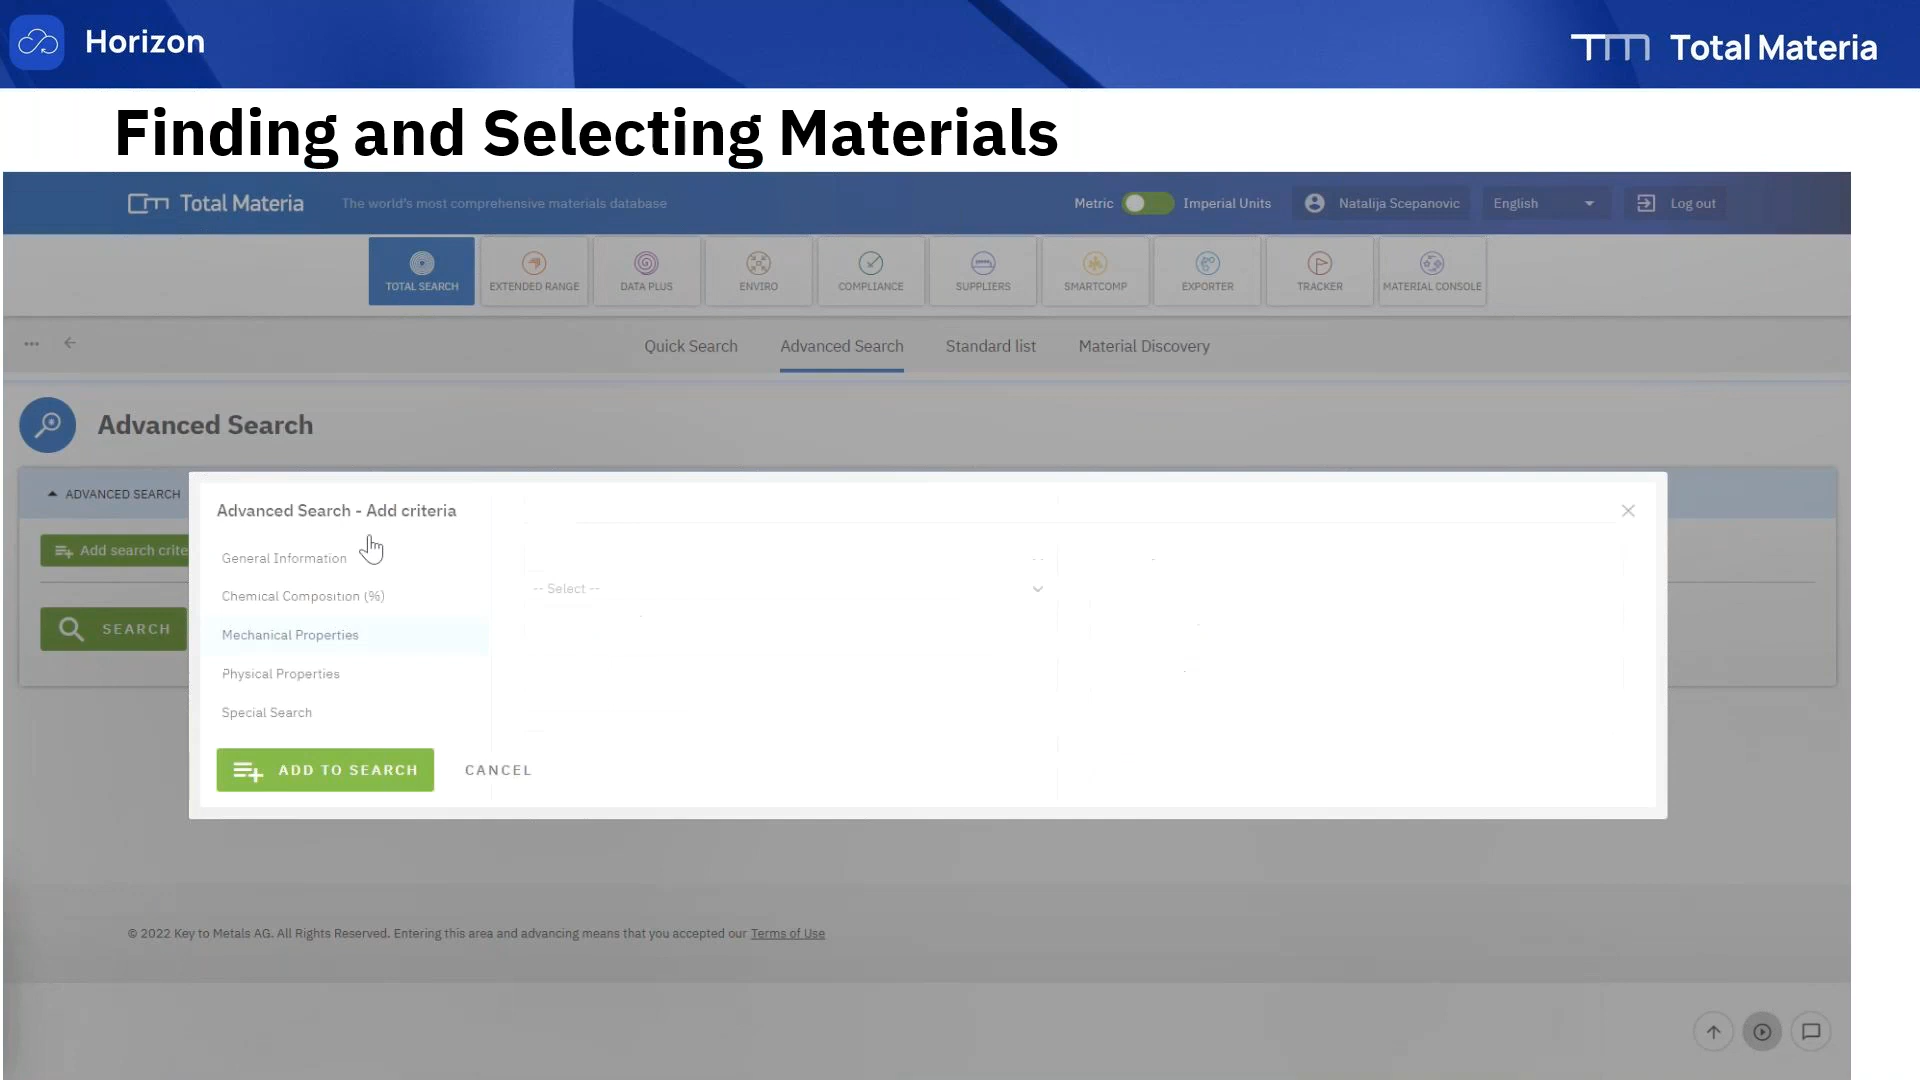 Horizon
Total Materia
Finding and Selecting Materials
Total Materia The world's most comprehensive materials database Metric Imperial Units Natalija Scepanovic English Log out
TOTAL SEARCH EXTENDED RANGE DATA PLUS ENVIRO COMPLIANCE SUPPLIERS SMARTCOMP EXPORTER TRACKER MATERIAL CONSOLE
Quick Search Advanced Search Standard list Material Discovery
Advanced Search
ADVANCED SEARCH
Advanced Search - Add criteria
Add search crite
General Information
-- Select --
Chemical Composition (%)
SEARCH
Mechanical Properties
Physical Properties
Special Search
ADD TO SEARCH CANCEL
© 2022 Key to Metals AG. All Rights Reserved. Entering this area and advancing means that you accepted our Terms of Use